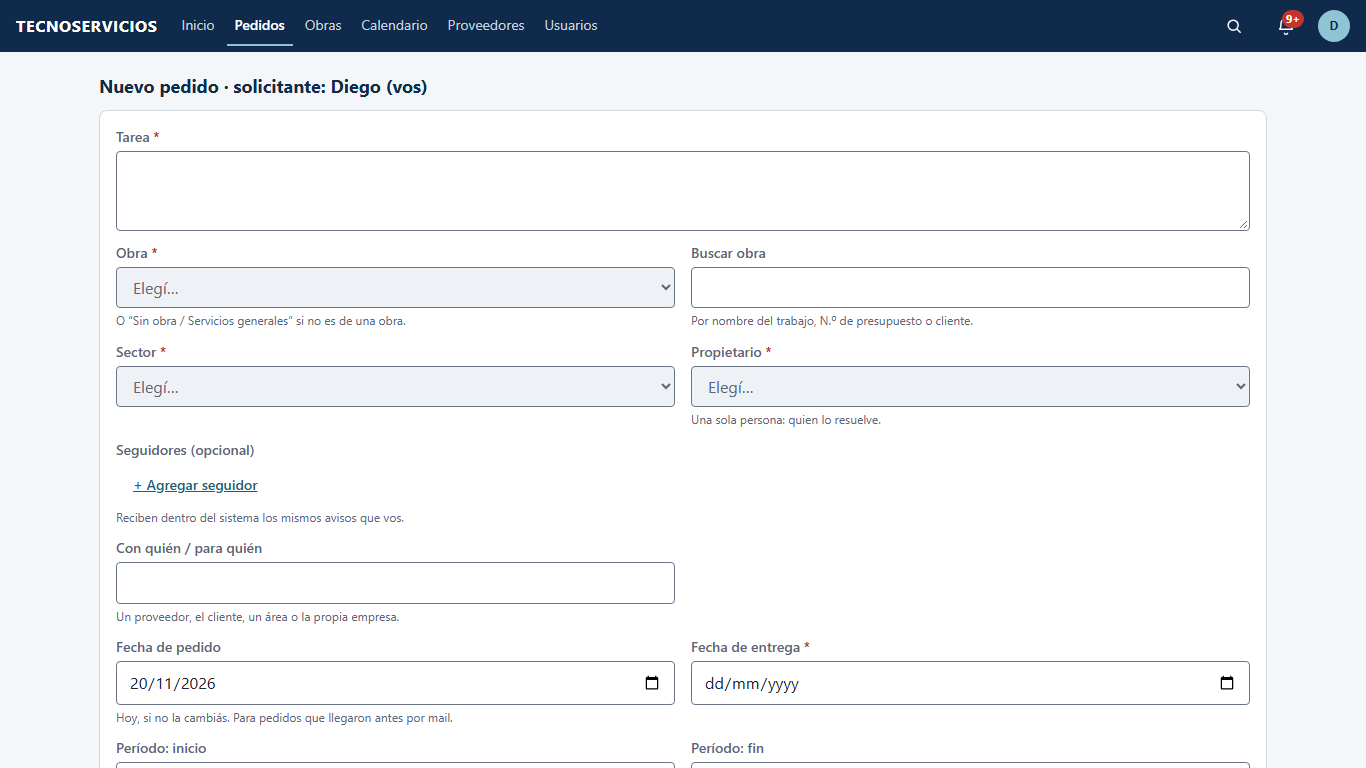 TECNOSERVICIOS Inicio Pedidos Obras Calendario Proveedores Usuarios 9+ D
Nuevo pedido · solicitante: Diego (vos)
Tarea *
Obra * Buscar obra
Elegí...
O “Sin obra / Servicios generales” si no es de una obra. Por nombre del trabajo, N.º de presupuesto o cliente.
Sector * Propietario *
Elegí... Elegí...
Una sola persona: quien lo resuelve.
Seguidores (opcional)
+ Agregar seguidor
Reciben dentro del sistema los mismos avisos que vos.
Con quién / para quién
Un proveedor, el cliente, un área o la propia empresa.
Fecha de pedido Fecha de entrega *
20/11/2026 dd/mm/yyyy
Hoy, si no la cambiás. Para pedidos que llegaron antes por mail.
Período: inicio Período: fin